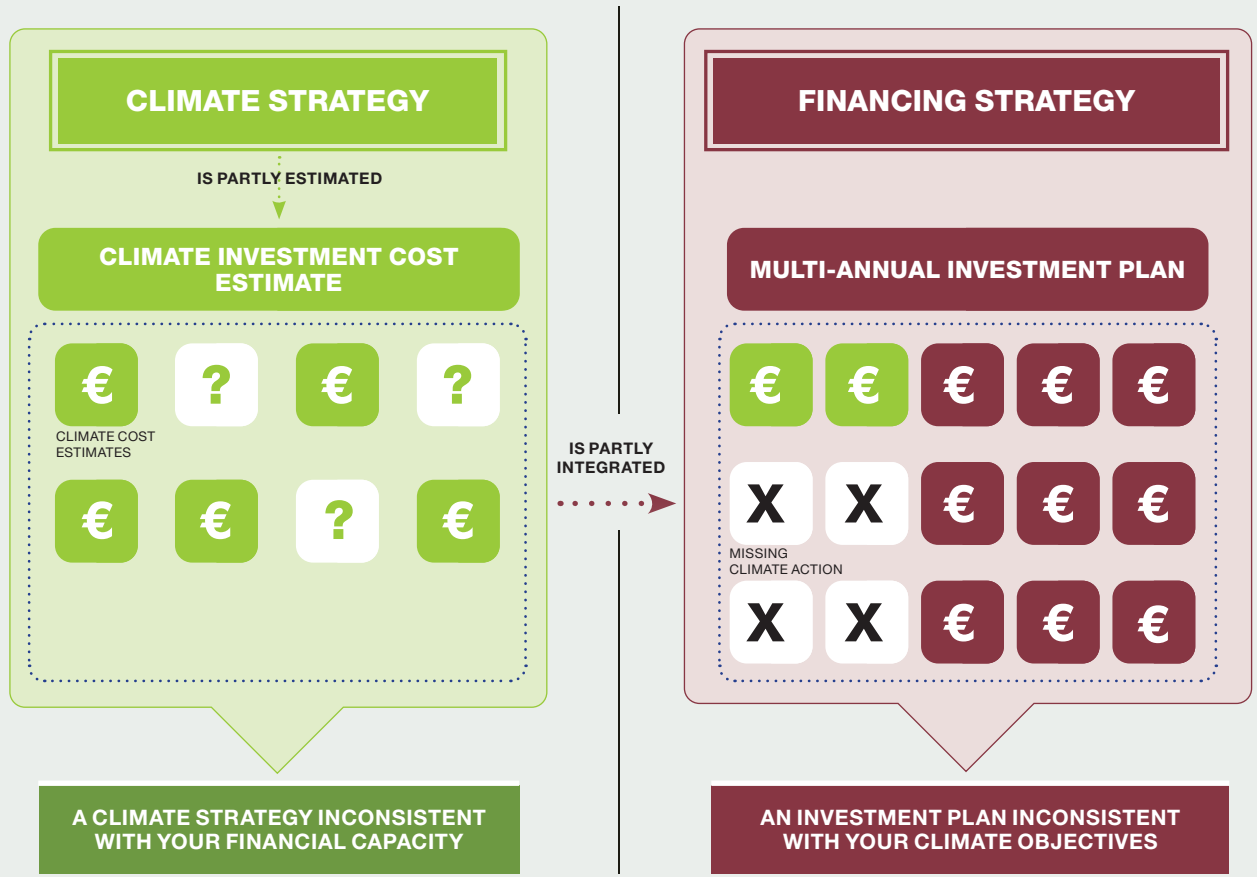 CLIMATE STRATEGY
IS PARTLY ESTIMATED
CLIMATE INVESTMENT COST
ESTIMATE
€ ? € ?
CLIMATE COST
ESTIMATES
€ € ? €
A CLIMATE STRATEGY INCONSISTENT
WITH YOUR FINANCIAL CAPACITY
IS PARTLY
INTEGRATED
FINANCING STRATEGY
MULTI-ANNUAL INVESTMENT PLAN
€ € € € €
X X € € €
MISSING
CLIMATE ACTION
X X € € €
AN INVESTMENT PLAN INCONSISTENT
WITH YOUR CLIMATE OBJECTIVES